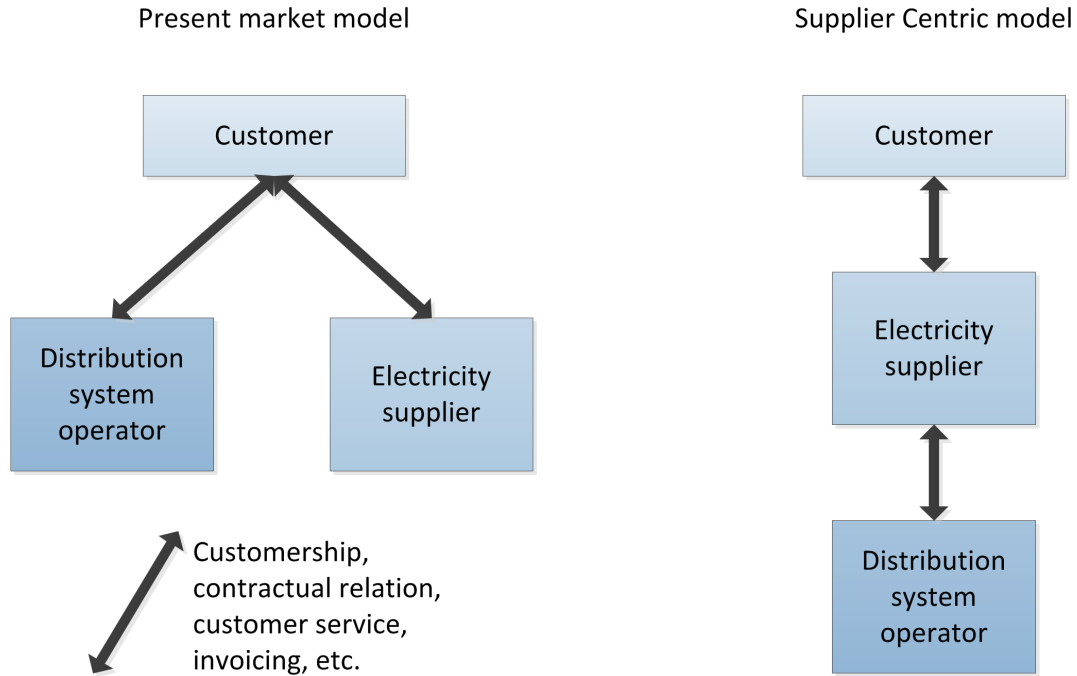 Present market model
Customer
Distribution
system
operator
Electricity
supplier
Customership,
contractual relation,
customer service,
invoicing, etc.
Supplier Centric model
Customer
Electricity
supplier
Distribution
system
operator